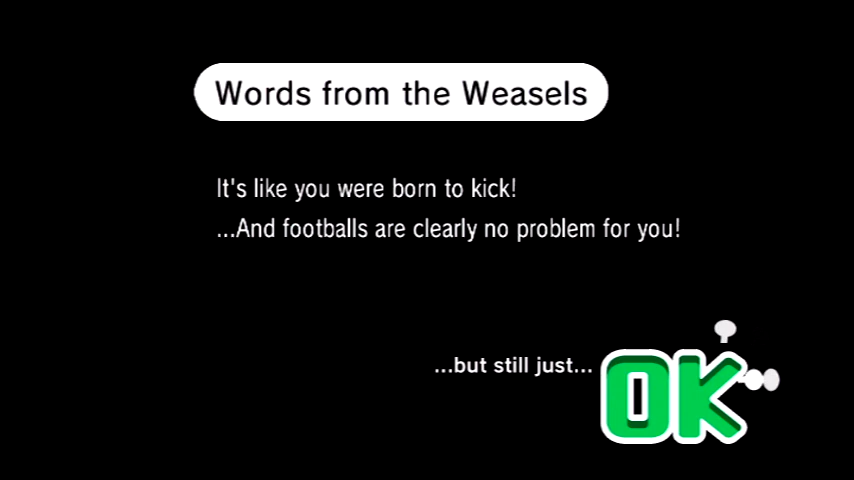 Words from the Weasels
It's like you were born to kick!
...And footballs are clearly no problem for you!
...but still just... OK